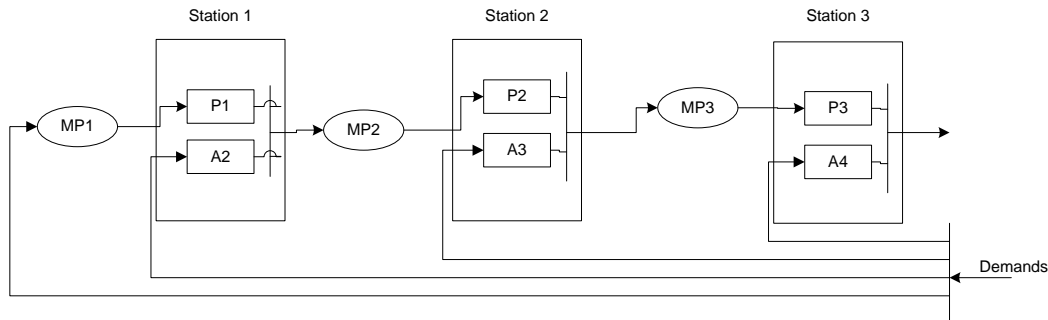 Station 1
Station 2
Station 3
MP1
P1
A2
MP2
P2
A3
MP3
P3
A4
Demands